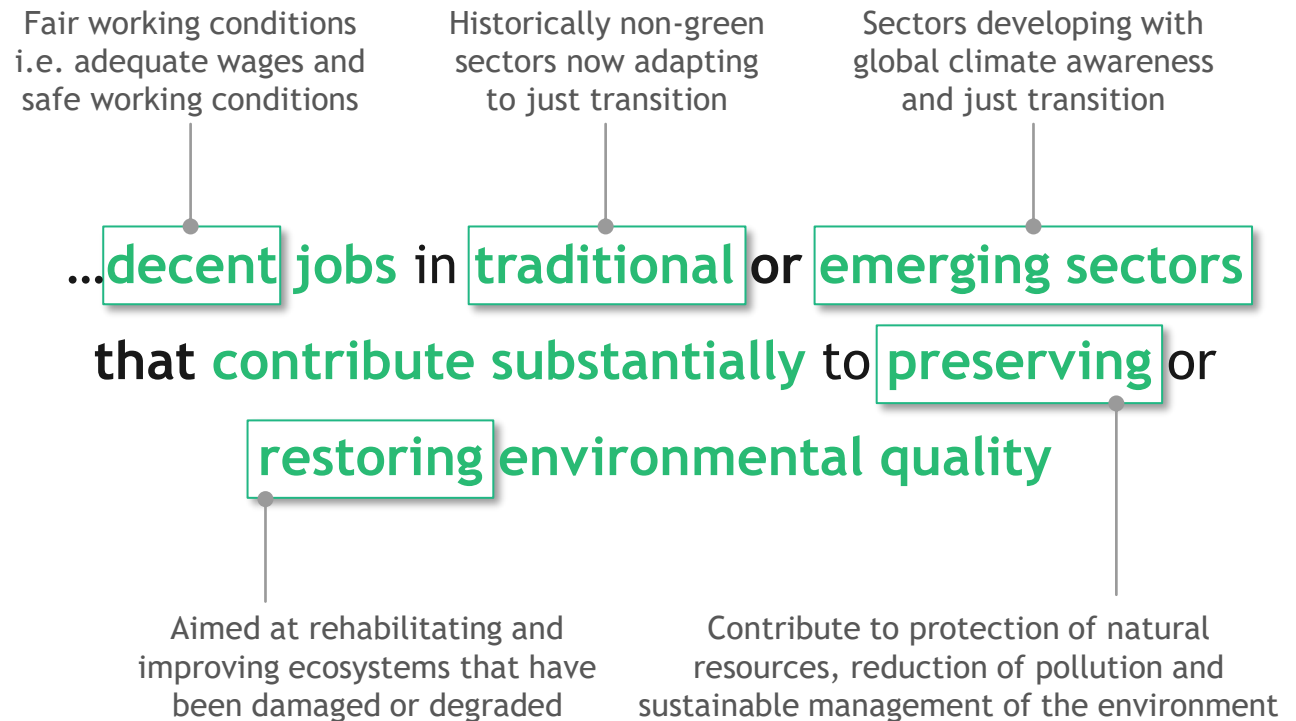 Fair working conditions
i.e. adequate wages and
safe working conditions
Historically non-green
sectors now adapting
to just transition
Sectors developing with
global climate awareness
and just transition
...decent jobs in traditional or emerging sectors
that contribute substantially to preserving or
restoring environmental quality
Aimed at rehabilitating and
improving ecosystems that have
been damaged or degraded
Contribute to protection of natural
resources, reduction of pollution and
sustainable management of the environment